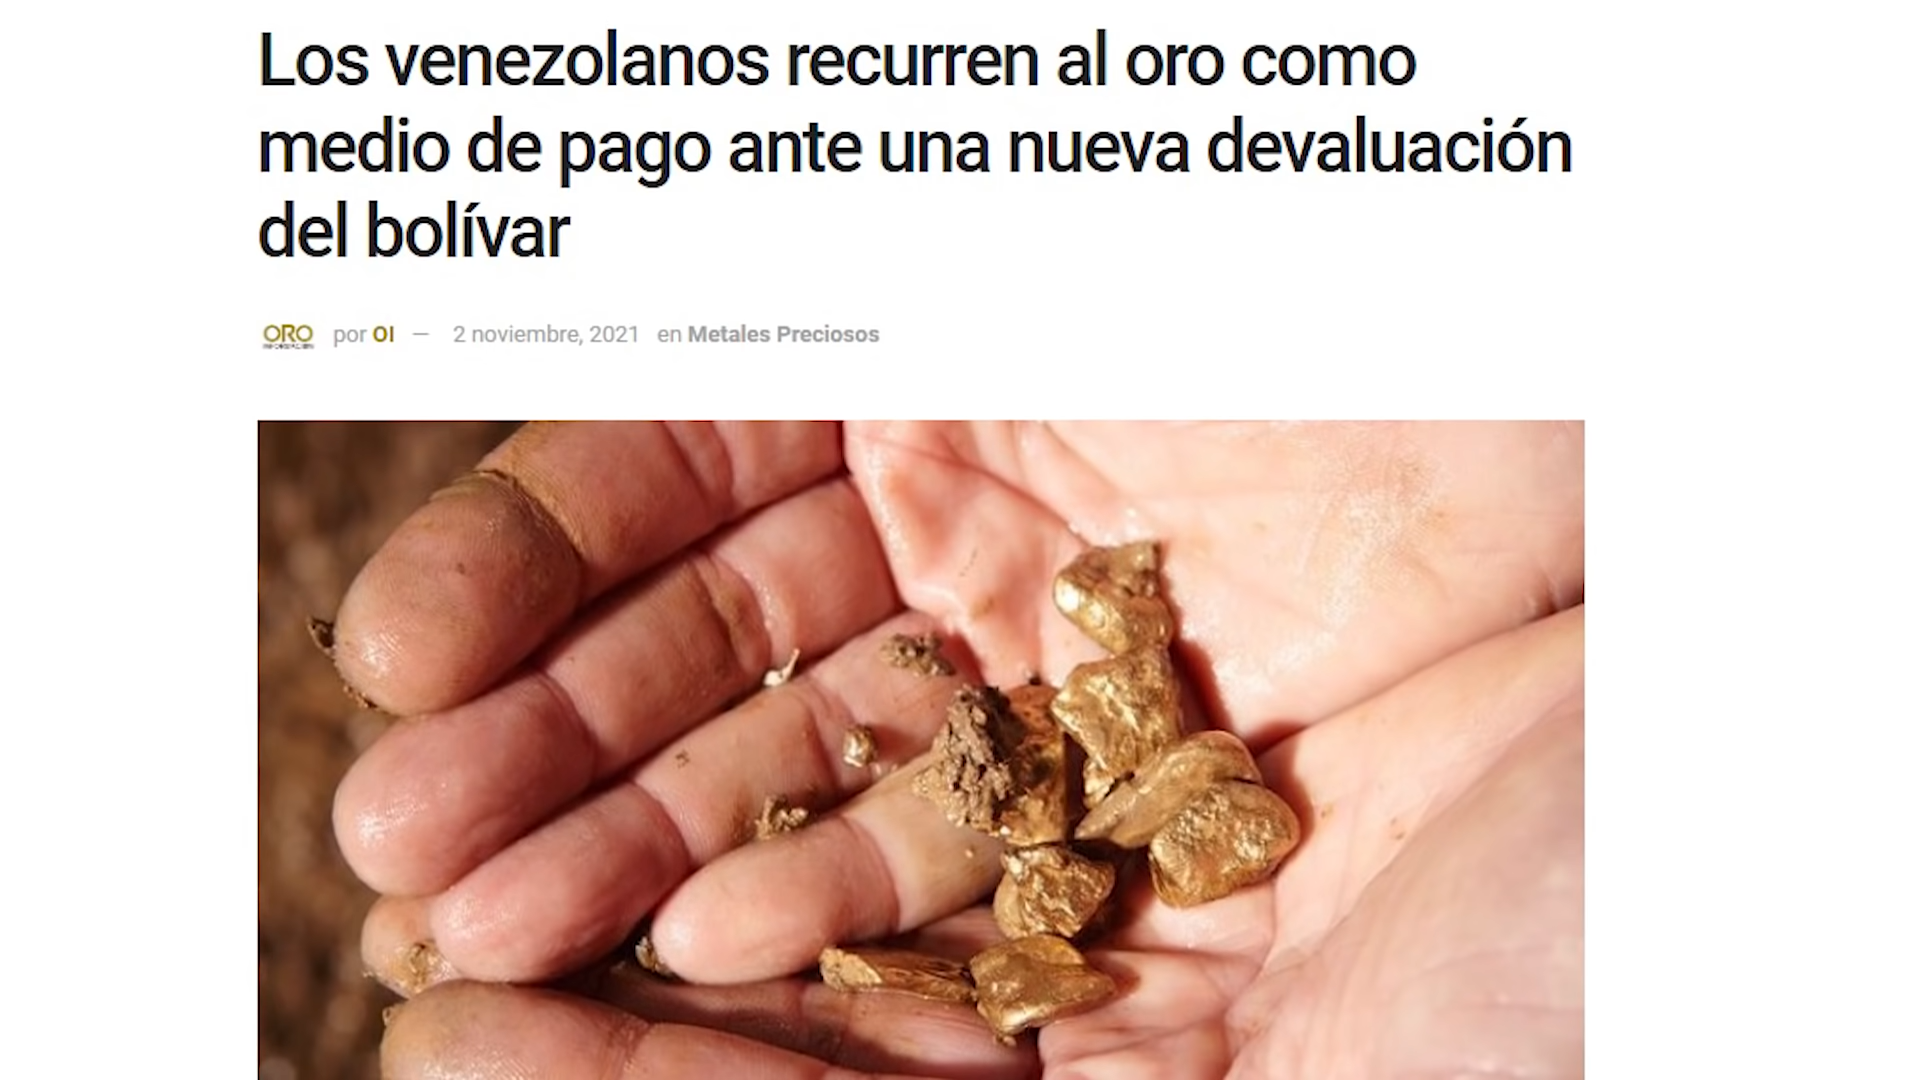 Los venezolanos recurren al oro como
medio de pago ante una nueva devaluación
del bolívar
ORO por OI — 2 noviembre, 2021 en Metales Preciosos